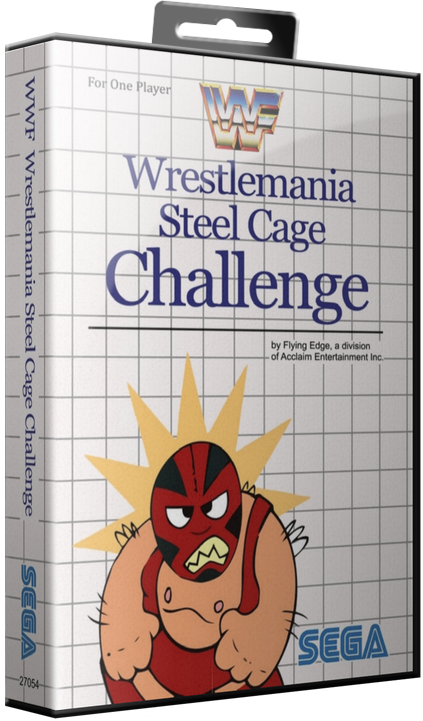 For One Player
WF
Wrestlemania
Steel Cage
Challenge
by Flying Edge, a division
of Acclaim Entertainment Inc.
SEGA
WWF Wrestlemania Steel Cage Challenge
SEGA
27054